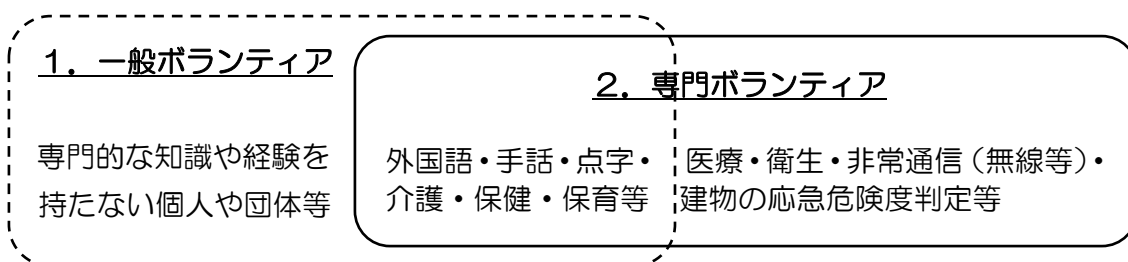 １．一般ボランティア
２．専門ボランティア
専門的な知識や経験を
持たない個人や団体等
外国語・手話・点字・
介護・保健・保育等
医療・衛生・非常通信（無線等）・
建物の応急危険度判定等